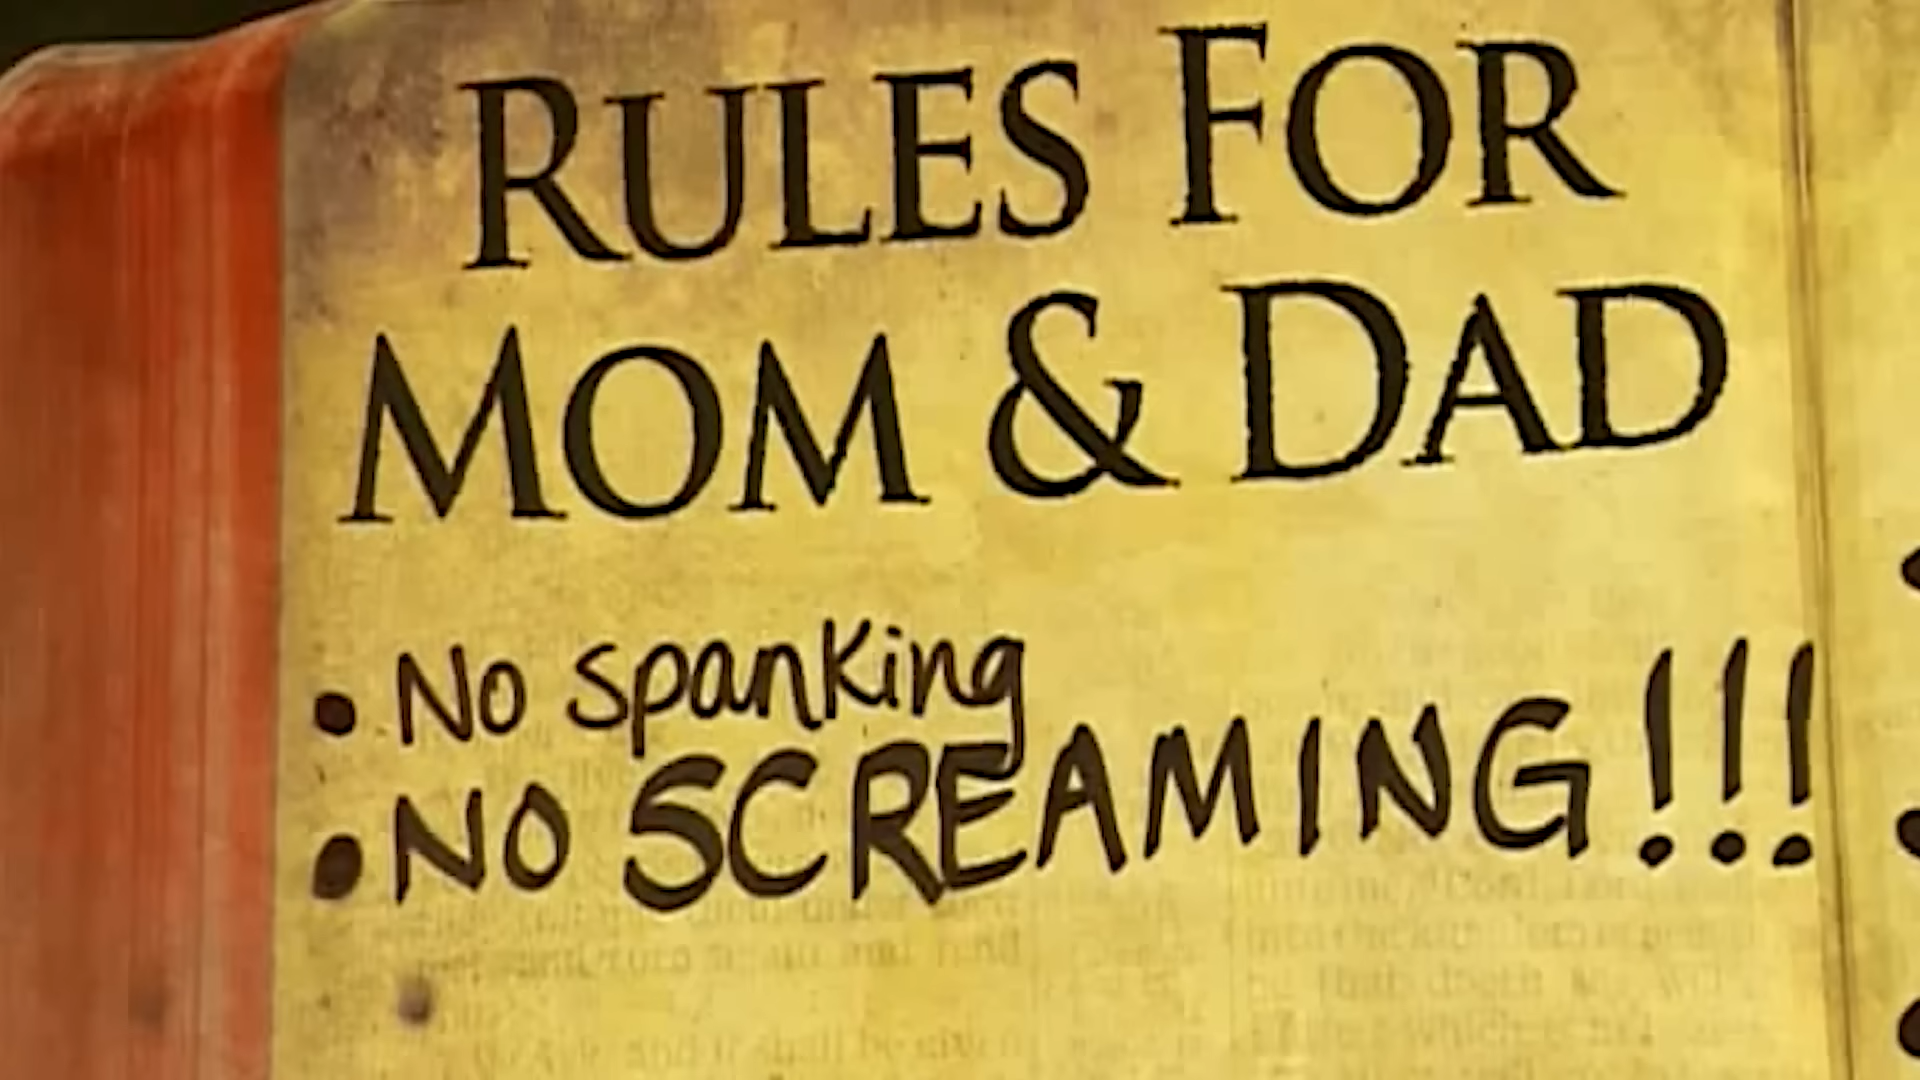 RULES FOR
MOM & DAD
• No spanking
• NO SCREAMING!!!